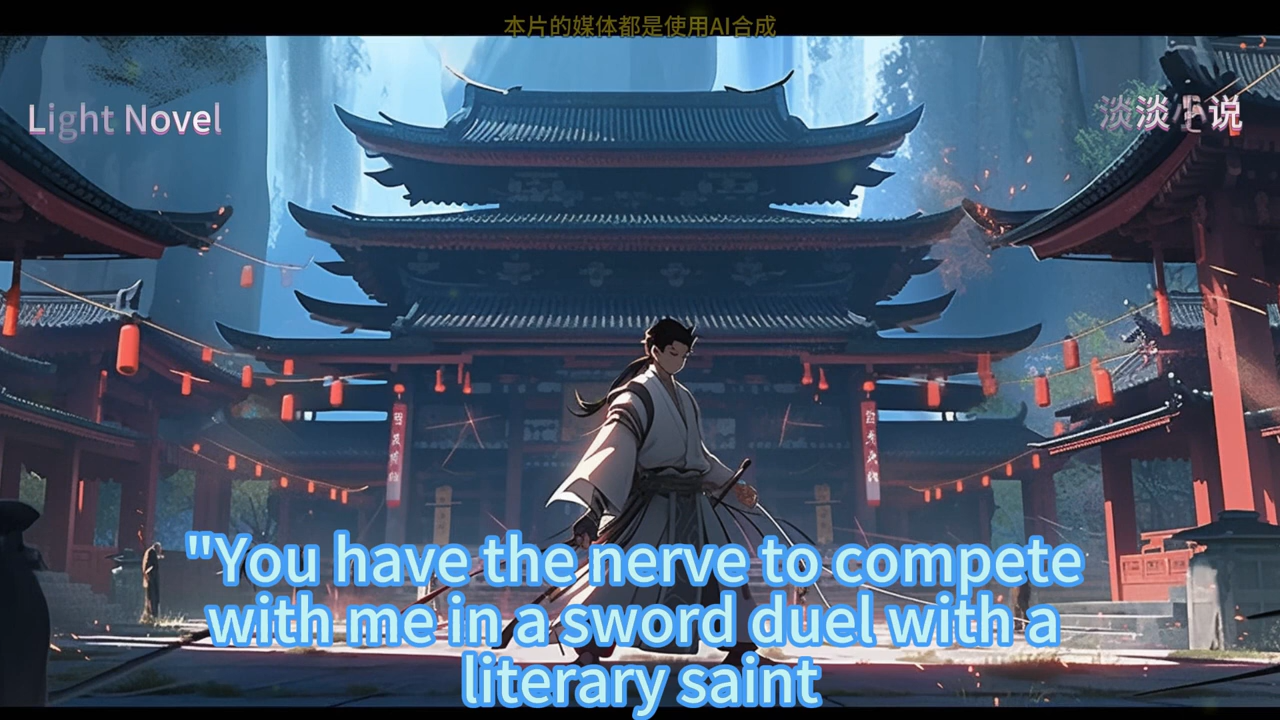 本片的媒体都是使用AI合成
Light Novel
淡淡小说
"You have the nerve to compete
with me in a sword duel with a
literary saint